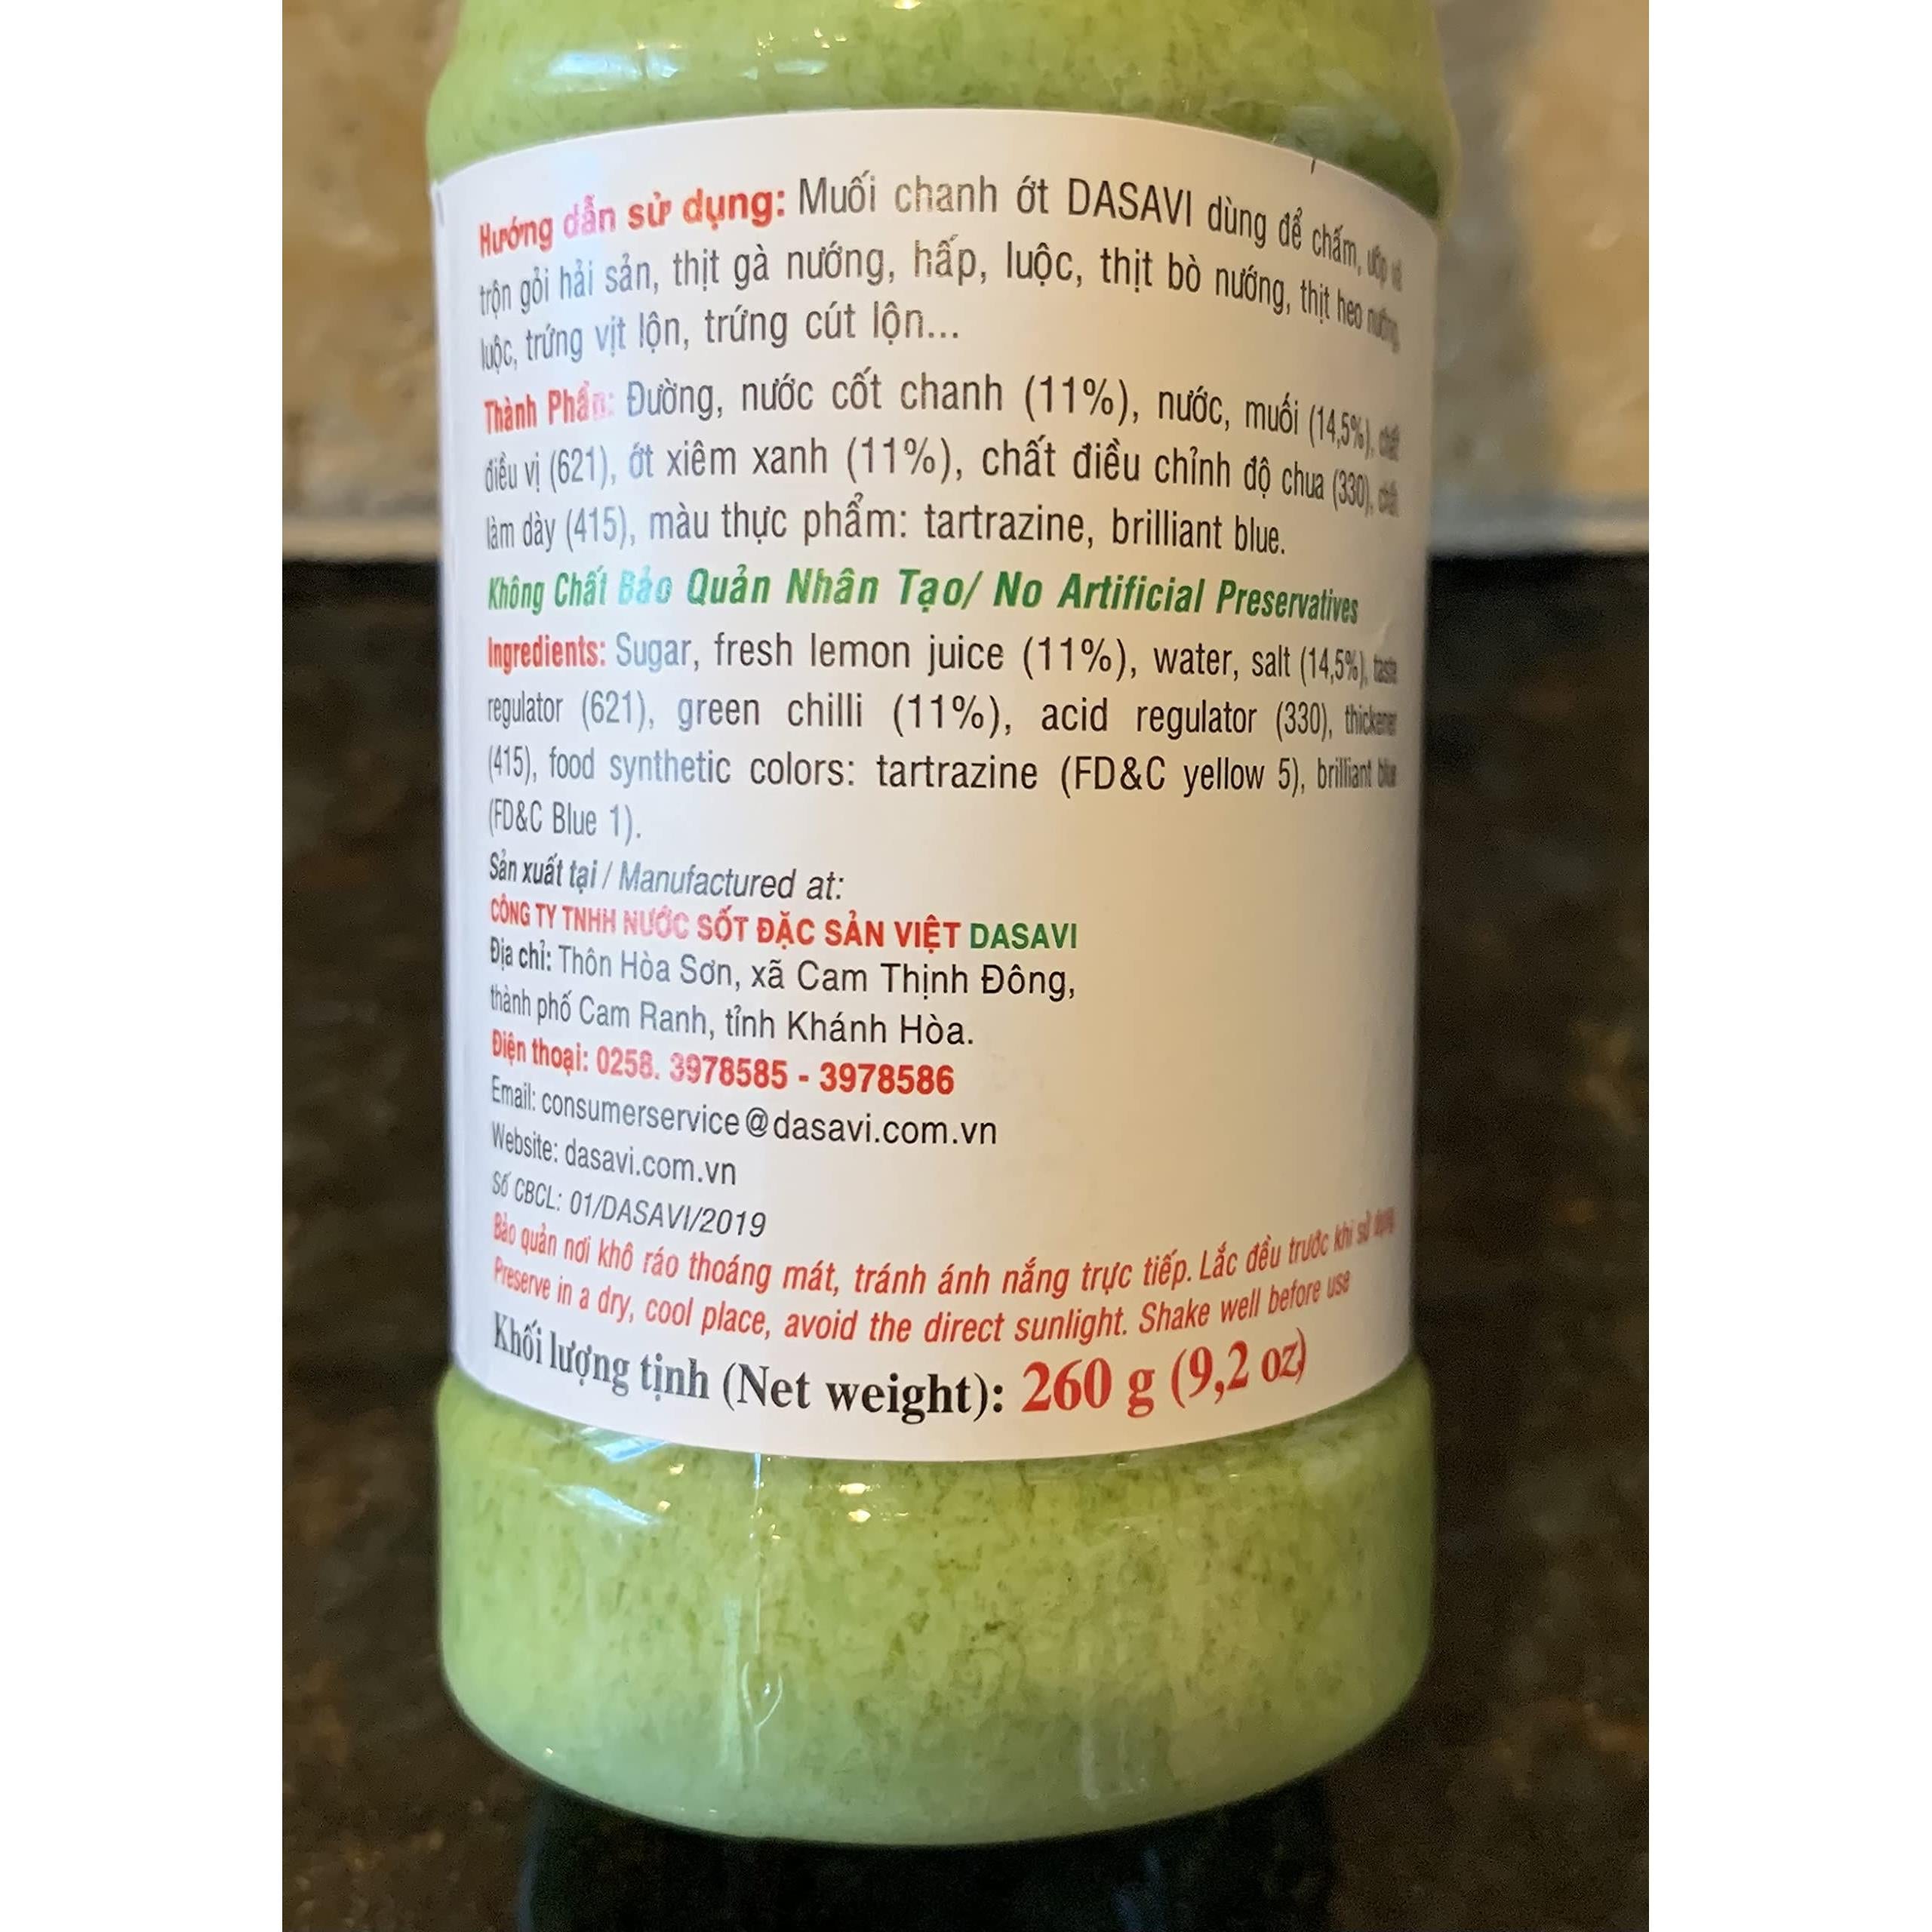 Hướng dẫn sử dụng: Muối chanh ớt DASAVI dùng để chấm, ướp và
trộn gỏi hải sản, thịt gà nướng, hấp, luộc, thịt bò nướng, thịt heo nướng,
luộc, trứng vịt lộn, trứng cút lộn...
Thành Phần: Đường, nước cốt chanh (11%), nước, muối (14,5%), chất
điều vị (621), ớt xiêm xanh (11%), chất điều chỉnh độ chua (330), chất
làm dày (415), màu thực phẩm: tartrazine, brilliant blue.
Không Chất Bảo Quản Nhân Tạo/ No Artificial Preservatives
Ingredients: Sugar, fresh lemon juice (11%), water, salt (14,5%), taste
regulator (621), green chilli (11%), acid regulator (330), thickener
(415), food synthetic colors: tartrazine (FD&C yellow 5), brilliant blue
(FD&C Blue 1).
Sản xuất tại / Manufactured at:
CÔNG TY TNHH NƯỚC SỐT ĐẶC SẢN VIỆT DASAVI
Địa chỉ: Thôn Hòa Sơn, xã Cam Thịnh Đông,
thành phố Cam Ranh, tỉnh Khánh Hòa.
Điện thoại: 0258. 3978585 - 3978586
Email: consumerservice@dasavi.com.vn
Website: dasavi.com.vn
Số CBCL: 01/DASAVI/2019
Bảo quản nơi khô ráo thoáng mát, tránh ánh nắng trực tiếp. Lắc đều trước khi sử dụng
Preserve in a dry, cool place, avoid the direct sunlight. Shake well before use
Khối lượng tịnh (Net weight): 260 g (9,2 oz)